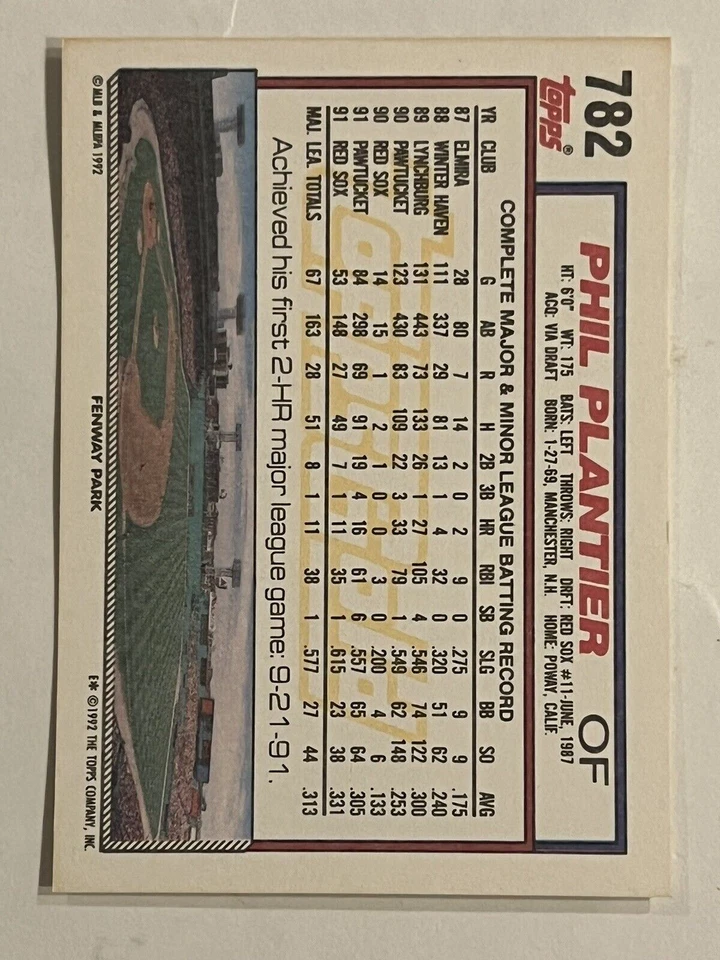 782
Topps®
PHIL PLANTIER OF
HT: 6'0" WT: 175 BATS: LEFT THROWS: RIGHT DRFT: RED SOX #11-JUNE, 1987
ACQ: VIA DRAFT BORN: 1-27-69, MANCHESTER, N.H. HOME: POWAY, CALIF.
COMPLETE MAJOR & MINOR LEAGUE BATTING RECORD
YR CLUB G AB R H 2B 3B HR RBI SB SLG BB SO AVG
87 ELMIRA 28 80 7 14 2 0 2 9 0 .275 9 9 .175
88 WINTER HAVEN 111 337 29 81 13 1 4 32 0 .320 51 62 .240
89 LYNCHBURG 131 443 73 133 26 1 27 105 4 .546 74 122 .300
90 PAWTUCKET 123 430 83 109 22 3 33 79 1 .549 62 148 .253
90 RED SOX 14 15 1 2 1 0 0 3 0 .200 4 6 .133
91 PAWTUCKET 84 298 69 91 19 4 16 61 6 .557 65 64 .305
91 RED SOX 53 148 27 49 7 1 11 35 1 .615 23 38 .331
MAJ. LEA. TOTALS 67 163 28 51 8 1 11 38 1 .577 27 44 .313
Achieved his first 2-HR major league game: 9-21-91.
©MLB & MLBPA 1992
FENWAY PARK
E* ©1992 THE TOPPS COMPANY, INC.